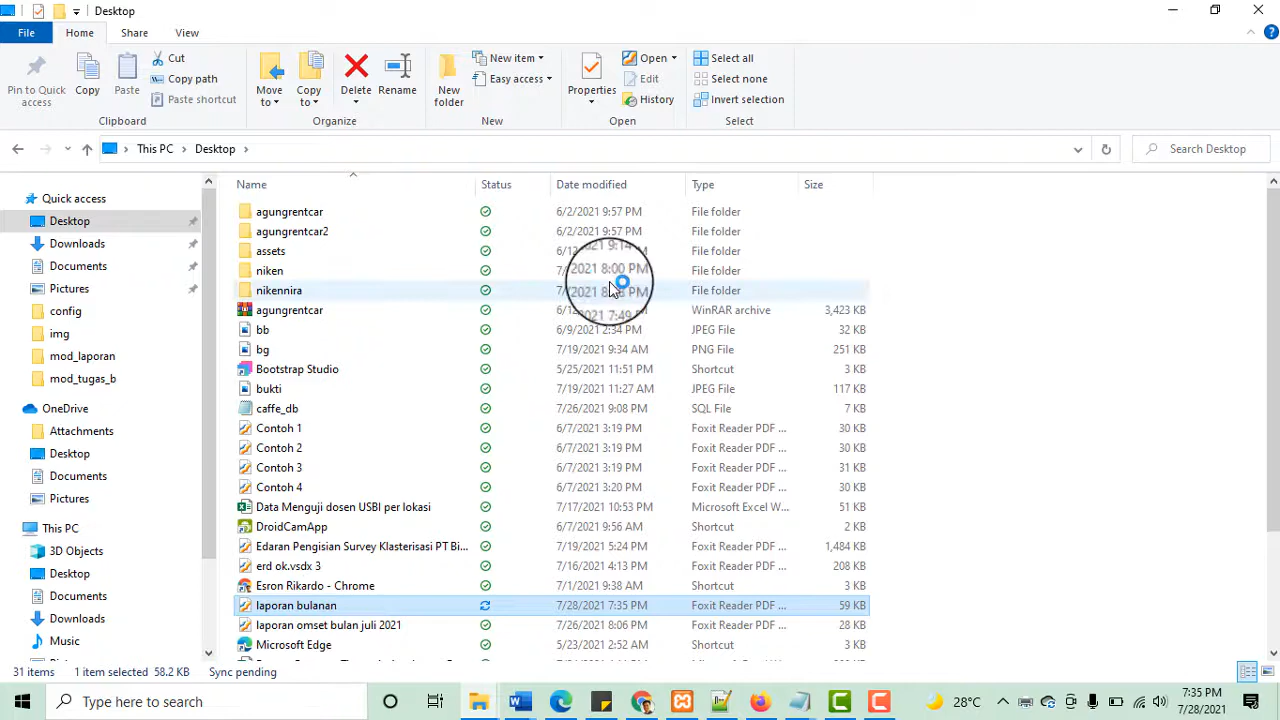 Desktop
File Home Share View
Pin to Quick access
Copy
Paste
Cut
Copy path
Paste shortcut
Clipboard
Move to
Copy to
Delete
Rename
Organize
New folder
New item
Easy access
New
Properties
Open
Edit
History
Open
Select all
Select none
Invert selection
Select
This PC Desktop
Search Desktop
Quick access
Desktop
Downloads
Documents
Pictures
config
img
mod_laporan
mod_tugas_b
OneDrive
Attachments
Desktop
Documents
Pictures
This PC
3D Objects
Desktop
Documents
Downloads
Music
Name Status Date modified Type Size
agungrentcar 6/2/2021 9:57 PM File folder
agungrentcar2 6/2/2021 9:57 PM File folder
assets File folder
niken 2021 8:00 PM File folder
nikennira File folder
agungrentcar WinRAR archive 3,423 KB
bb 6/9/2021 2:34 PM JPEG File 32 KB
bg 7/19/2021 9:34 AM PNG File 251 KB
Bootstrap Studio 5/25/2021 11:51 PM Shortcut 3 KB
bukti 7/19/2021 11:27 AM JPEG File 117 KB
caffe_db 7/26/2021 9:08 PM SQL File 7 KB
Contoh 1 6/7/2021 3:19 PM Foxit Reader PDF ... 30 KB
Contoh 2 6/7/2021 3:19 PM Foxit Reader PDF ... 30 KB
Contoh 3 6/7/2021 3:19 PM Foxit Reader PDF ... 31 KB
Contoh 4 6/7/2021 3:20 PM Foxit Reader PDF ... 30 KB
Data Menguji dosen USBI per lokasi 7/17/2021 10:53 PM Microsoft Excel W... 51 KB
DroidCamApp 6/7/2021 9:56 AM Shortcut 2 KB
Edaran Pengisian Survey Klasterisasi PT Bi... 7/19/2021 5:24 PM Foxit Reader PDF ... 1,484 KB
erd ok.vsdx 3 7/16/2021 4:13 PM Foxit Reader PDF ... 208 KB
Esron Rikardo - Chrome 7/1/2021 9:38 AM Shortcut 3 KB
laporan bulanan 7/28/2021 7:35 PM Foxit Reader PDF ... 59 KB
laporan omset bulan juli 2021 7/26/2021 8:06 PM Foxit Reader PDF ... 28 KB
Microsoft Edge 5/23/2021 2:52 AM Shortcut 3 KB
31 items 1 item selected 58.2 KB Sync pending
Type here to search
28°C
7:35 PM
7/28/2021